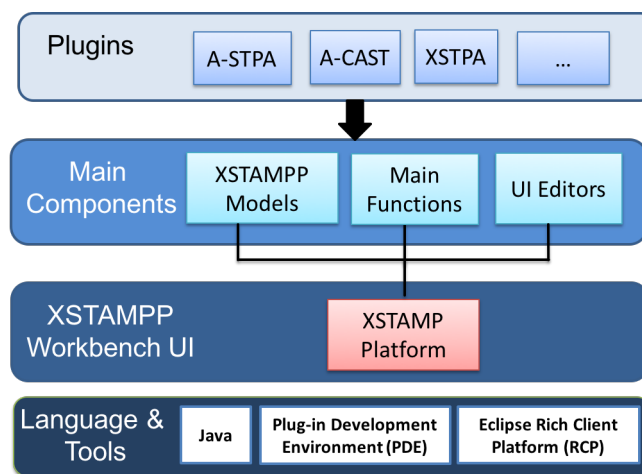 Plugins
A-STPA
A-CAST
XSTPA
...
Main
Components
XSTAMPP
Models
Main
Functions
UI Editors
XSTAMPP
Workbench UI
XSTAMP
Platform
Language &
Tools
Java
Plug-in Development
Environment (PDE)
Eclipse Rich Client
Platform (RCP)